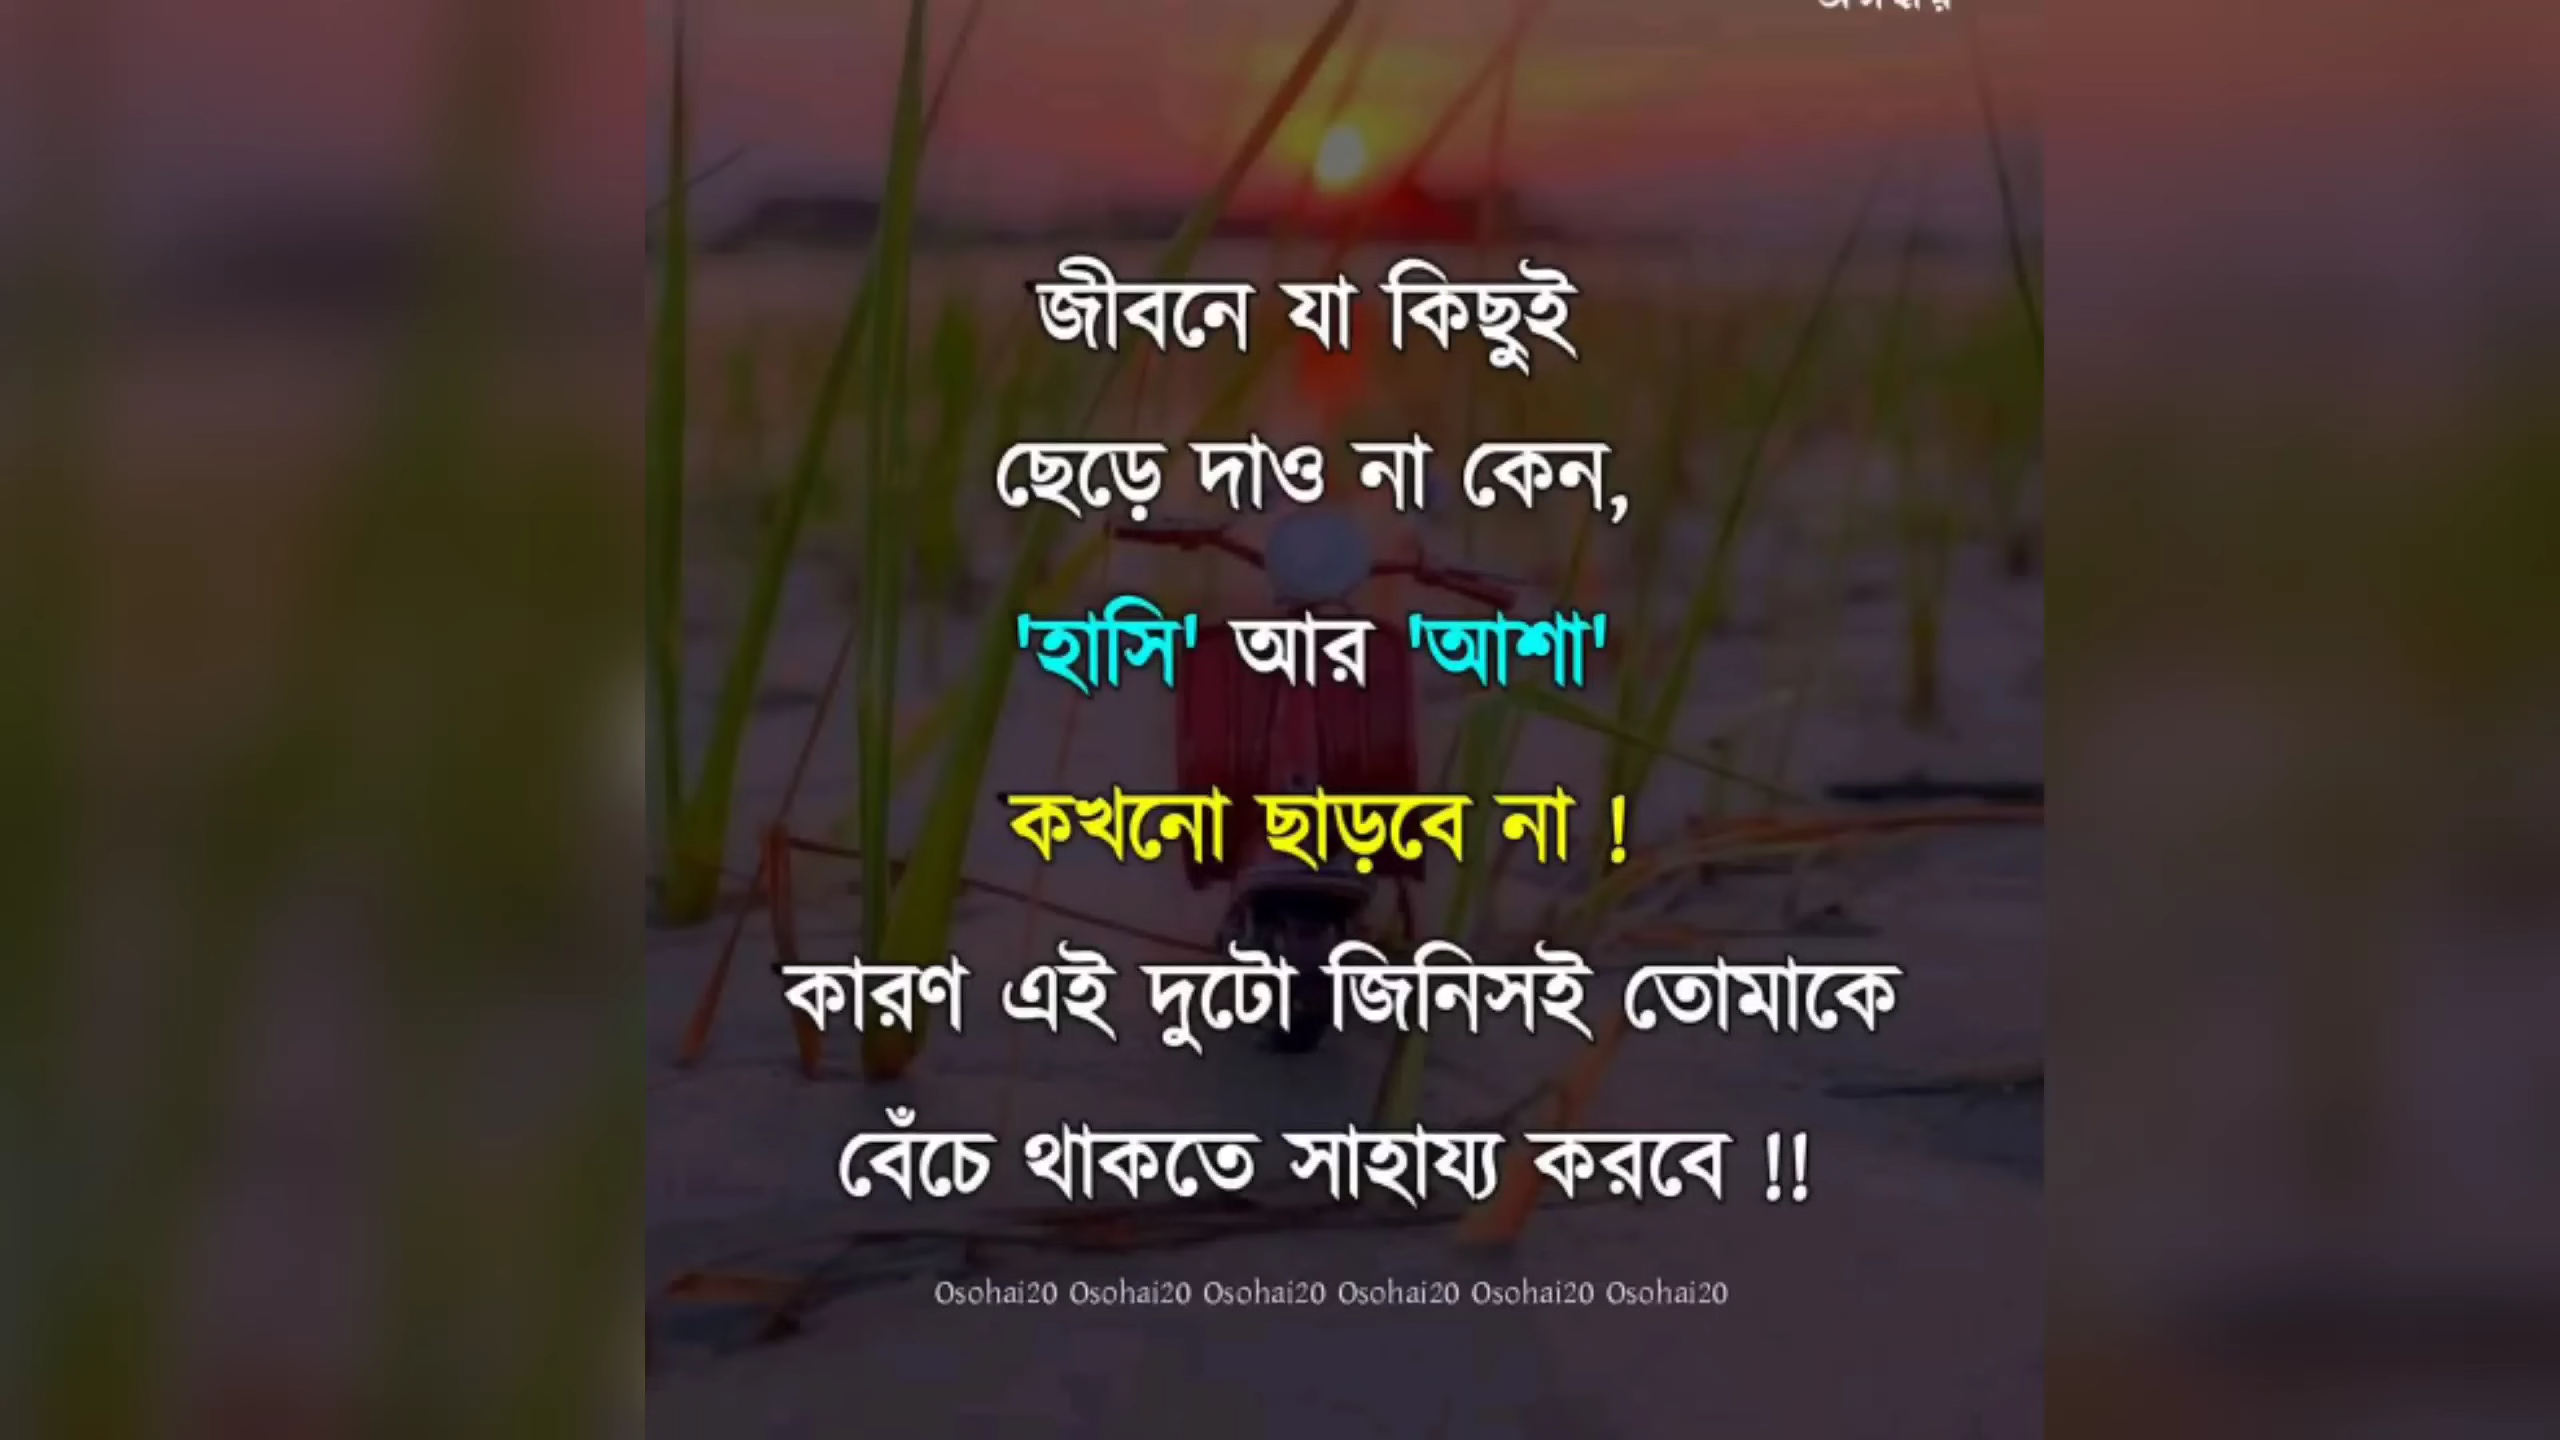 জীবনে যা কিছুই
ছেড়ে দাও না কেন,
'হাসি' আর 'আশা'
কখনো ছাড়বে না !
কারণ এই দুটো জিনিসই তোমাকে
বেঁচে থাকতে সাহায্য করবে !!
Osohai20 Osohai20 Osohai20 Osohai20 Osohai20 Osohai20